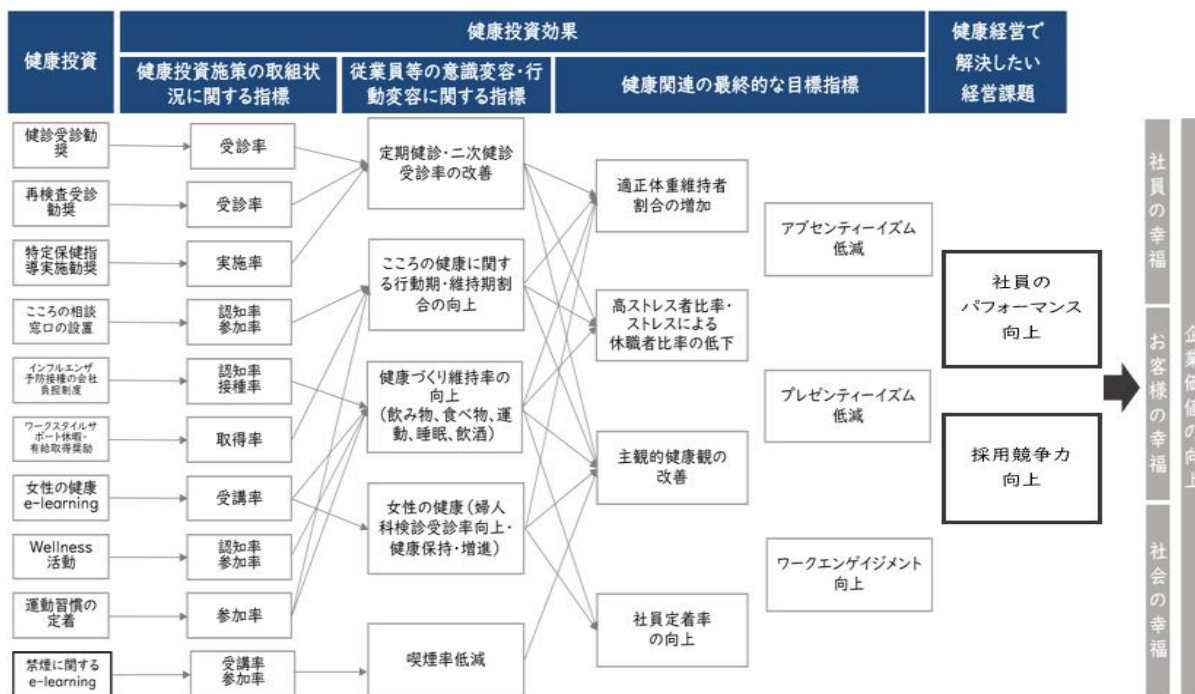 健康投資
健康投資効果
健康投資施策の取組状
況に関する指標
従業員等の意識変容・行
動変容に関する指標
健康関連の最終的な目標指標
健康経営で
解決したい
経営課題
健診受診勧
奨
再検査受診
勧奨
特定保健指
導実施勧奨
こころの相談
窓口の設置
インフルエンザ
予防接種の会社
負担制度
ワークスタイルサ
ポート休暇・
有給取得奨励
女性の健康
e-learning
Wellness
活動
運動習慣の
定着
禁煙に関する
e-learning
受診率
受診率
実施率
認知率
参加率
認知率
接種率
取得率
受講率
認知率
参加率
参加率
受講率
参加率
定期健診・二次健診
受診率の改善
こころの健康に関す
る行動期・維持期割
合の向上
健康づくり維持率の
向上
(飲み物、食べ物、運
動、睡眠、飲酒)
女性の健康(婦人
科検診受診率向上・
健康保持・増進)
喫煙率低減
適正体重維持者
割合の増加
高ストレス者比率・
ストレスによる
休職者比率の低下
主観的健康観の
改善
社員定着率
の向上
アブセンティーイズム
低減
プレゼンティーイズム
低減
ワークエンゲイジメント
向上
社員の
パフォーマンス
向上
採用競争力
向上
社員の幸福
お客様の幸福
社会の幸福
企業価値の向上